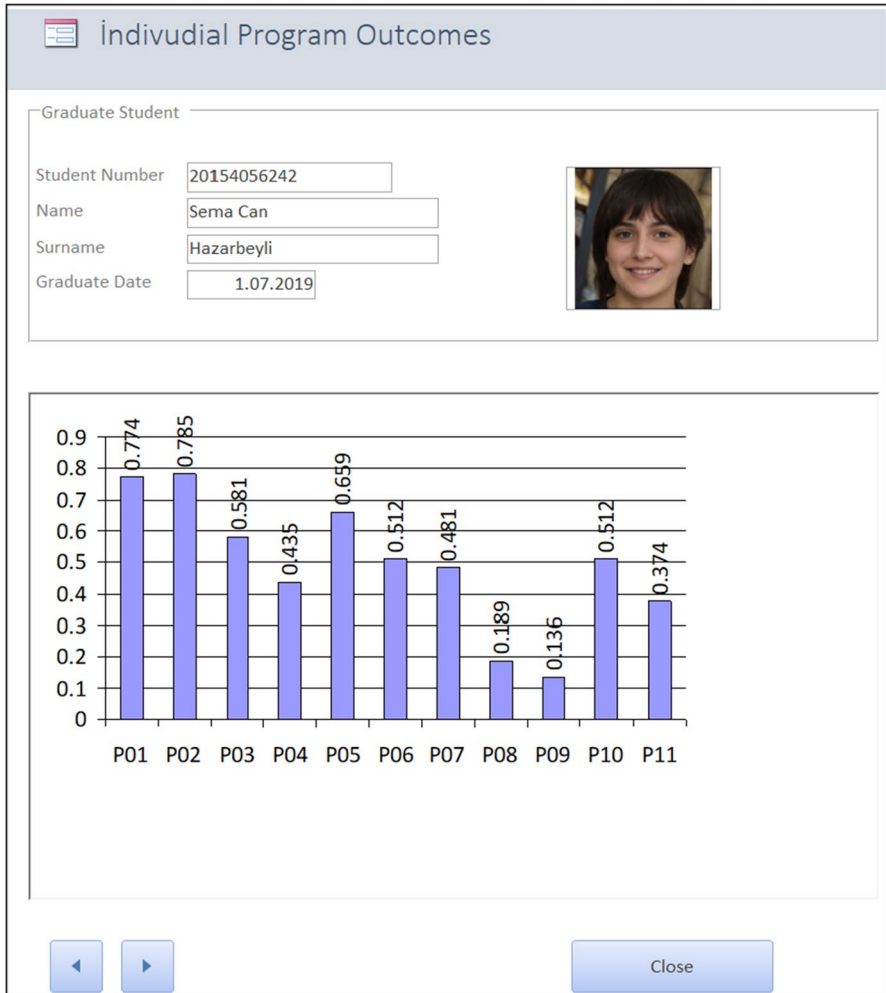 İndivudial Program Outcomes
Graduate Student
Student Number 20154056242
Name Sema Can
Surname Hazarbeyli
Graduate Date 1.07.2019
0.9
0.8
0.7
0.6
0.5
0.4
0.3
0.2
0.1
0
0.774 0.785 0.581 0.435 0.659 0.512 0.481 0.189 0.136 0.512 0.374
P01 P02 P03 P04 P05 P06 P07 P08 P09 P10 P11
Close